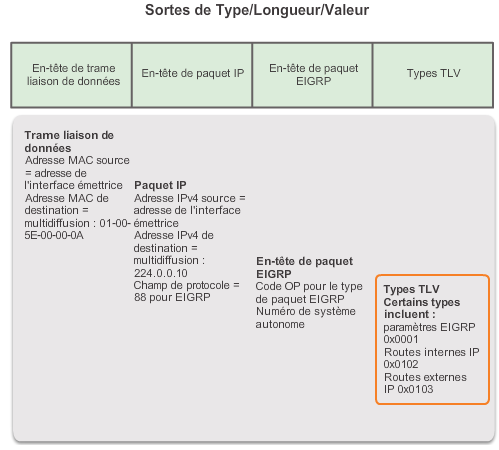 Sortes de Type/Longueur/Valeur
En-tête de trame
liaison de données
En-tête de paquet IP
En-tête de paquet
EIGRP
Types TLV
Trame liaison de
données
Adresse MAC source
= adresse de
l'interface émettrice
Adresse MAC de
destination =
multidiffusion : 01-00-
5E-00-00-0A
Paquet IP
Adresse IPv4 source =
adresse de l'interface
émettrice
Adresse IPv4 de
destination =
multidiffusion :
224.0.0.10
Champ de protocole =
88 pour EIGRP
En-tête de paquet
EIGRP
Code OP pour le type
de paquet EIGRP
Numéro de système
autonome
Types TLV
Certains types
incluent :
paramètres EIGRP
0x0001
Routes internes IP
0x0102
Routes externes
IP 0x0103